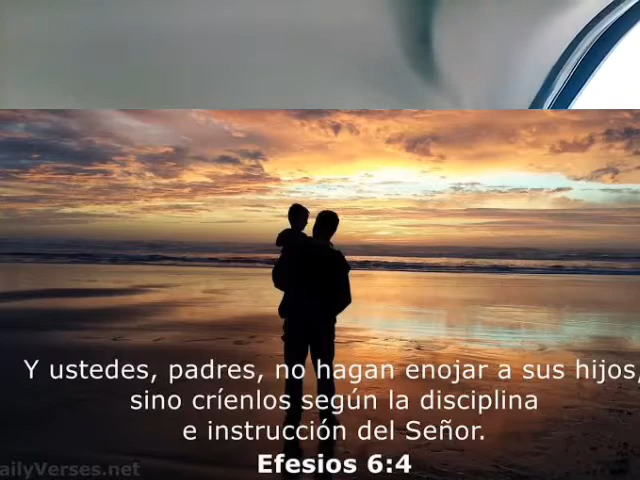 Y ustedes, padres, no hagan enojar a sus hijos,
sino críenlos según la disciplina
e instrucción del Señor.
Efesios 6:4
ailyVerses.net